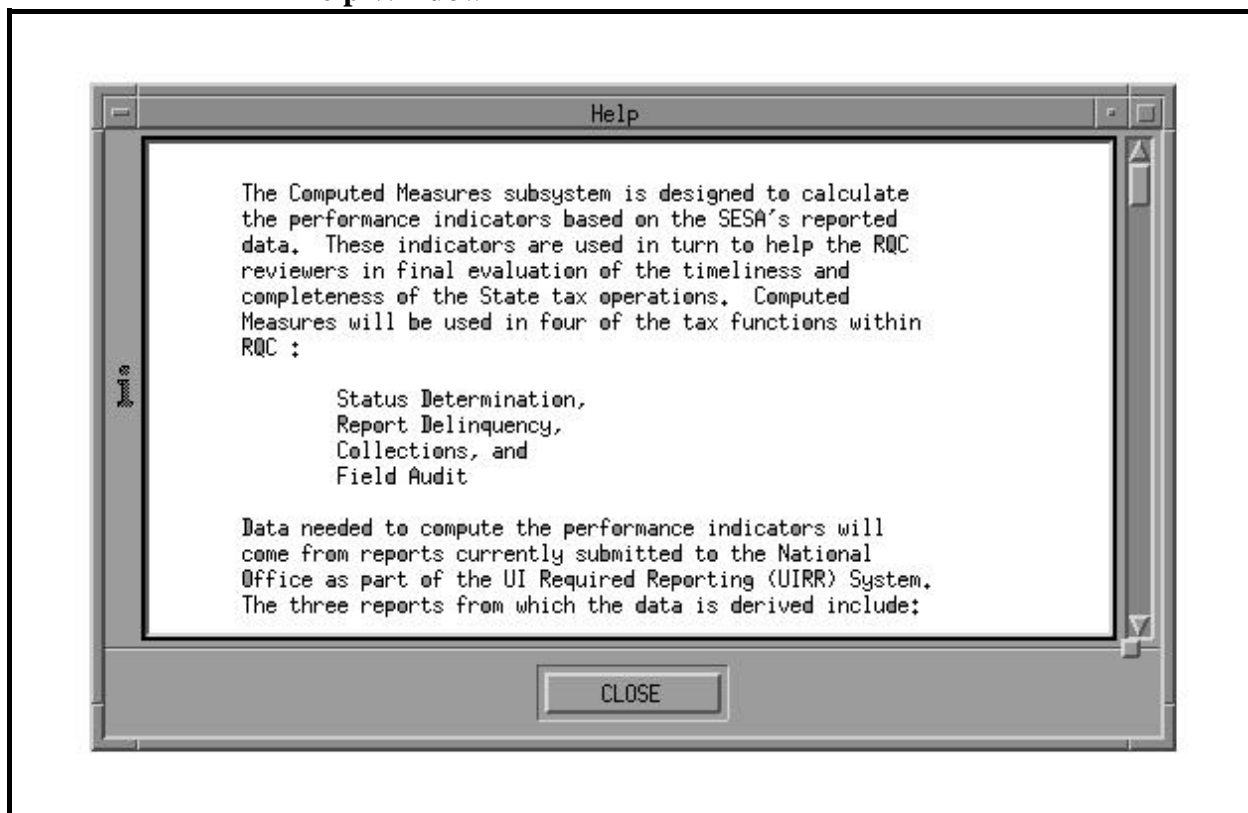 Help
The Computed Measures subsystem is designed to calculate
the performance indicators based on the SESA's reported
data. These indicators are used in turn to help the RQC
reviewers in final evaluation of the timeliness and
completeness of the State tax operations. Computed
Measures will be used in four of the tax functions within
RQC :
Status Determination,
Report Delinquency,
Collections, and
Field Audit
Data needed to compute the performance indicators will
come from reports currently submitted to the National
Office as part of the UI Required Reporting (UIRR) System.
The three reports from which the data is derived include:
CLOSE